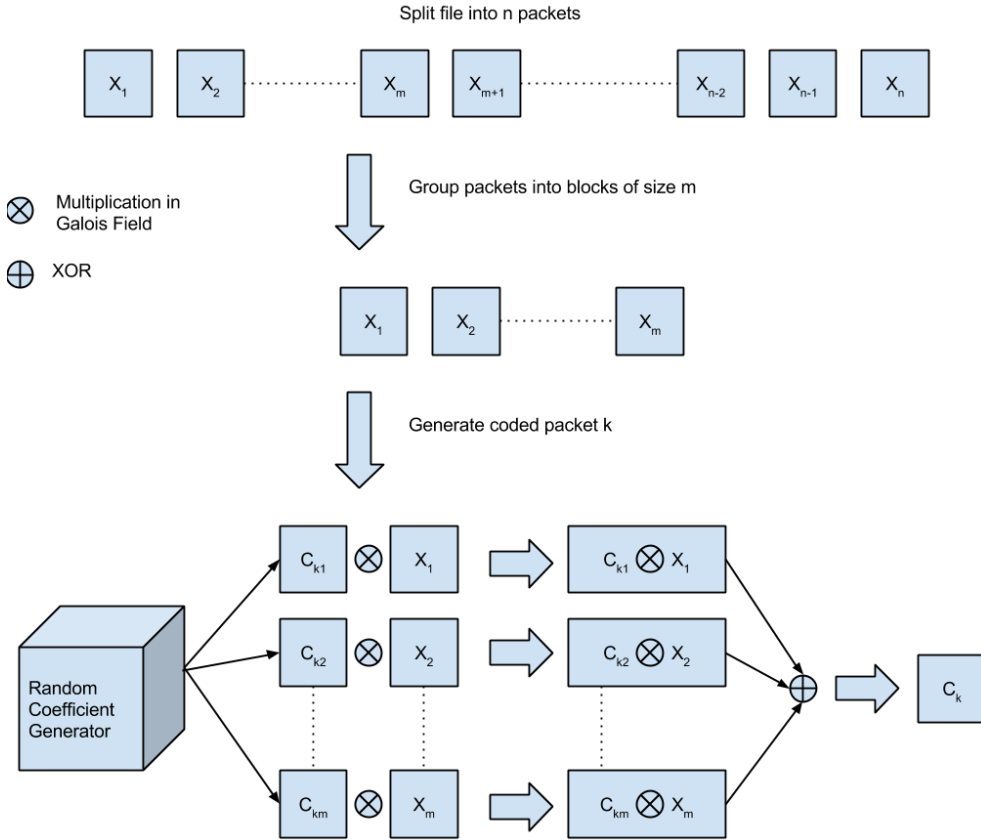 Split file into n packets
X1 X2 Xm Xm+1 Xn-2 Xn-1 Xn
Group packets into blocks of size m
Multiplication in
Galois Field
XOR
X1 X2 Xm
Generate coded packet k
Ck1 X1 Ck1 X1
Ck2 X2 Ck2 X2
Random
Coefficient
Generator
Ck
Ckm Xm Ckm Xm